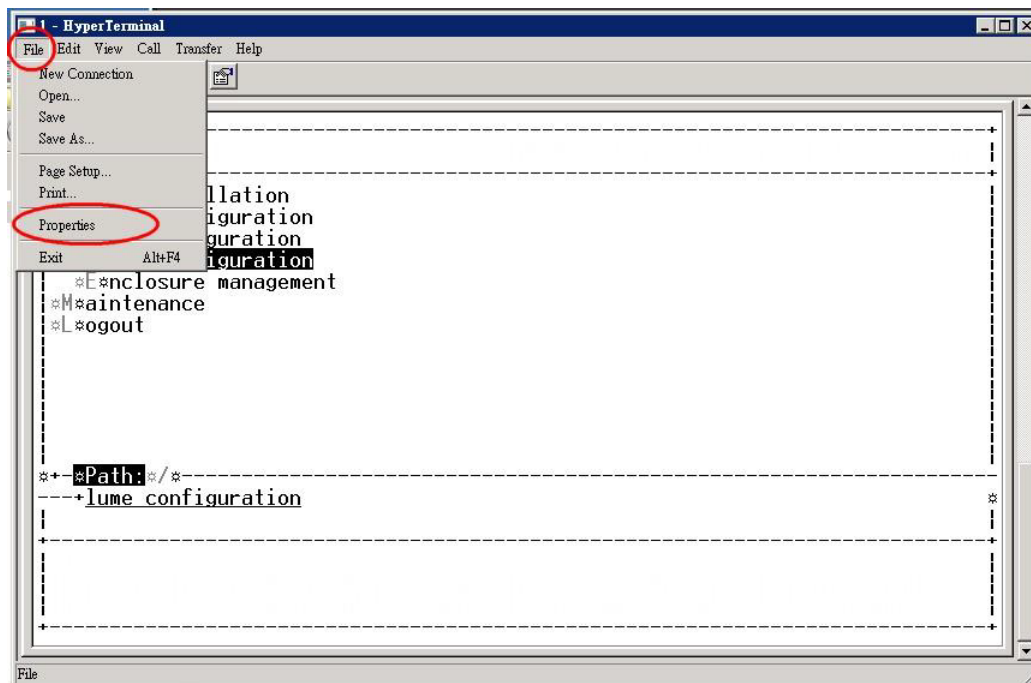 1 - HyperTerminal
File Edit View Call Transfer Help
New Connection
Open...
Save
Save As...
Page Setup...
Print...
Properties
Exit Alt+F4
llation
iguration
guration
iguration
¤E¤nclosure management
¤M¤aintenance
¤L¤ogout
¤+-¤Path:¤/¤
---+lume configuration ¤
File